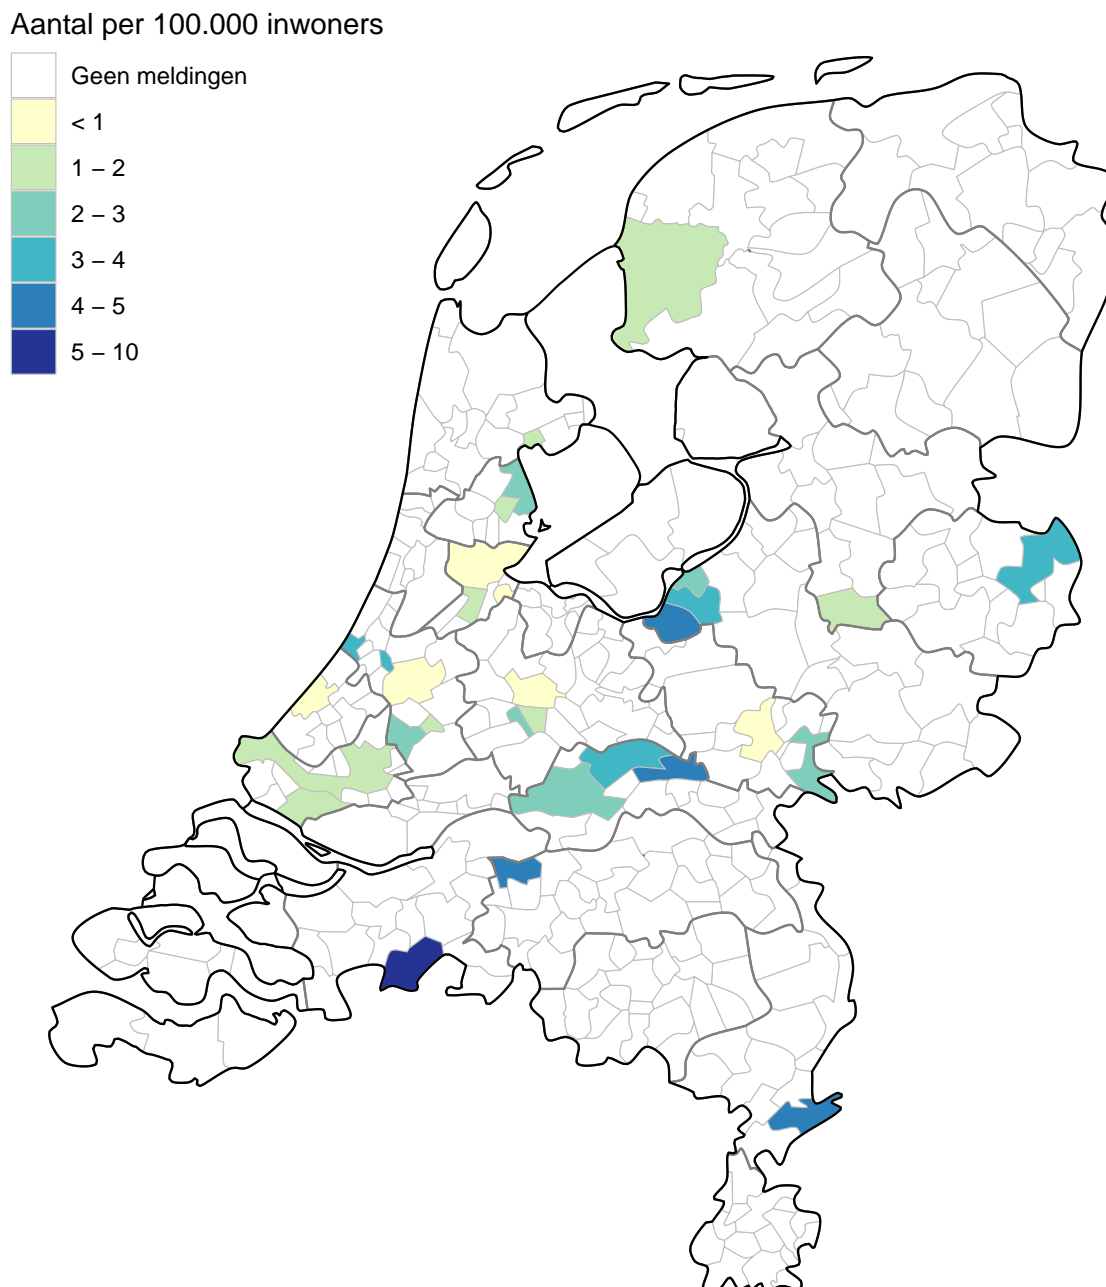 Aantal per 100.000 inwoners
Geen meldingen
< 1
1 – 2
2 – 3
3 – 4
4 – 5
5 – 10